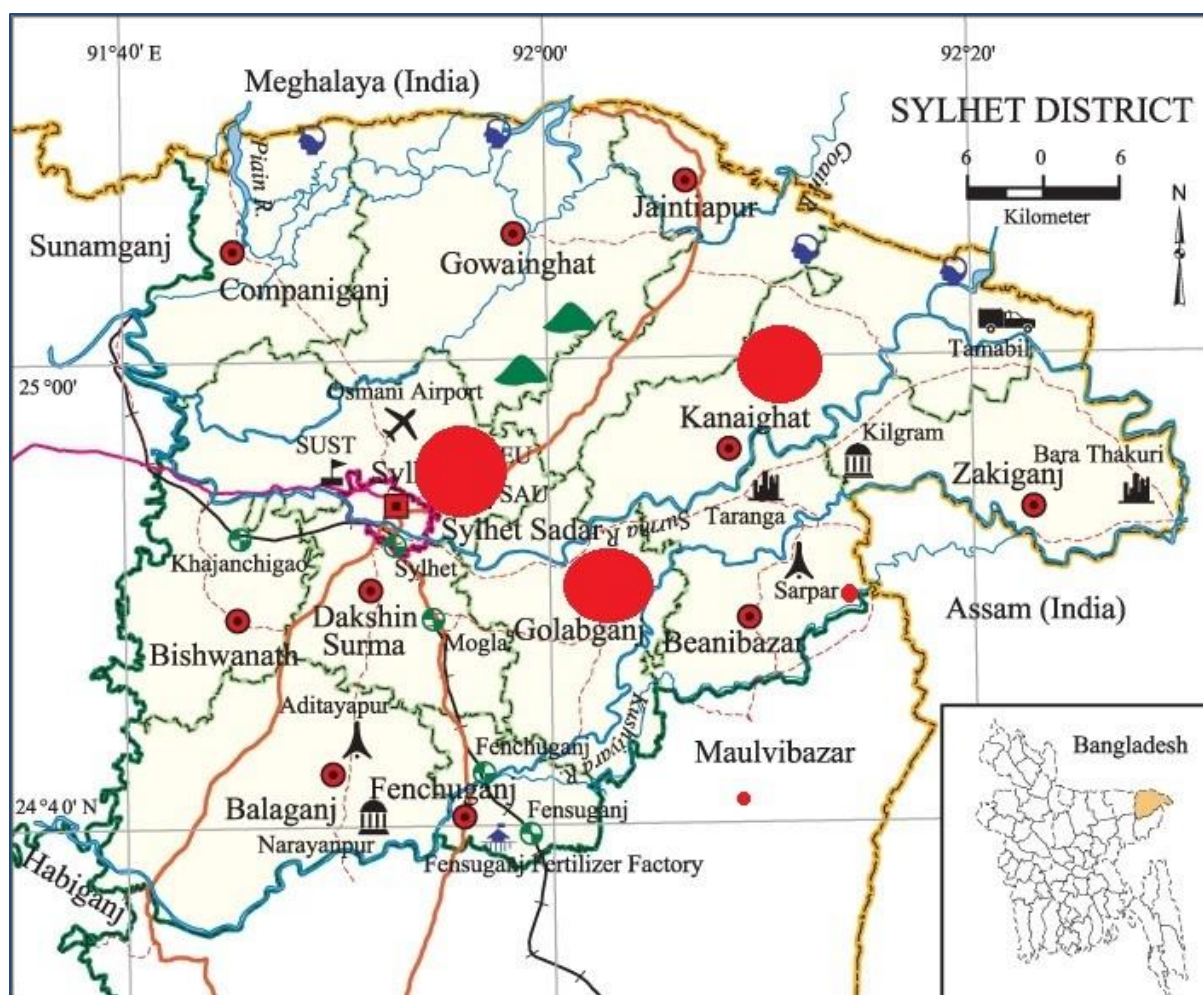 91°40' E
92°00'
92°20'
Meghalaya (India)
SYLHET DISTRICT
6 0 6
Kilometer
N
Piain R.
Goain R.
Jaintiapur
Sunamganj
Gowainghat
Companiganj
Tamabil
25°00'
Osmani Airport
Kanaighat
Kilgram
SUST
EU
Bara Thakuri
Zakiganj
Syl
SAU
Taranga
Surma R.
Sylhet Sadar
Khajanchigao
Sylhet
Sarpar
Assam (India)
Dakshin
Surma
Golabganj
Beanibazar
Mogla
Bishwanath
Aditayapur
Kushiyara R.
Fenchuganj
Maulvibazar
Bangladesh
Balaganj
Fenchuganj
Fensuganj
24°40' N
Narayanpur
Fensuganj Fertilizer Factory
Habiganj